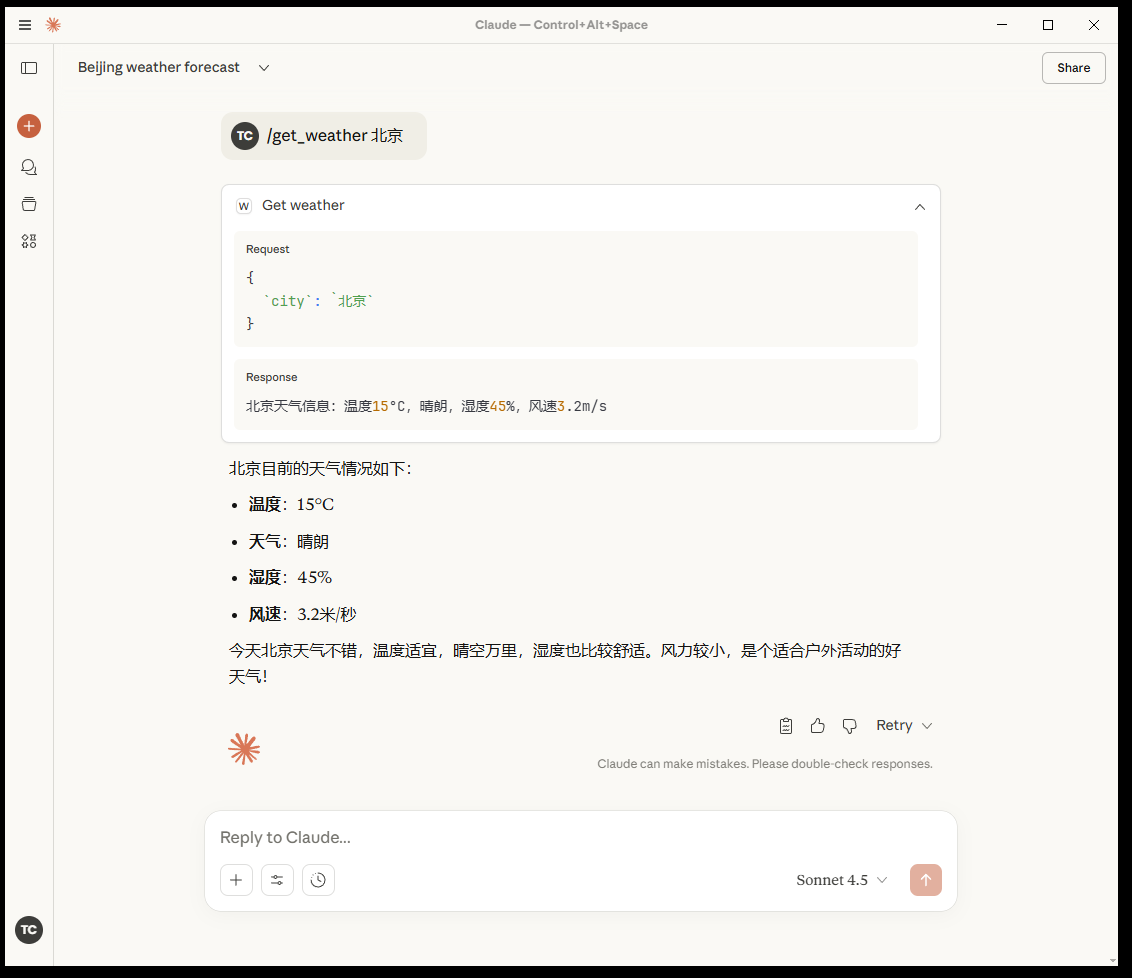 Claude — Control+Alt+Space
Beijing weather forecast
Share
TC /get_weather 北京
W Get weather
Request
{
`city`: `北京`
}
Response
北京天气信息：温度15°C，晴朗，湿度45%，风速3.2m/s
北京目前的天气情况如下：
• 温度：15°C
• 天气：晴朗
• 湿度：45%
• 风速：3.2米/秒
今天北京天气不错，温度适宜，晴空万里，湿度也比较舒适。风力较小，是个适合户外活动的好
天气！
Retry
Claude can make mistakes. Please double-check responses.
Reply to Claude...
Sonnet 4.5
TC